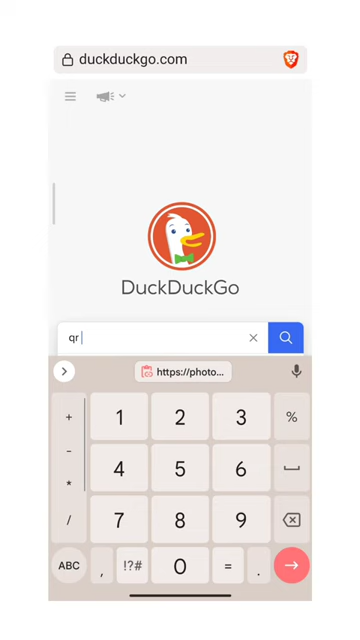 duckduckgo.com
DuckDuckGo
qr
https://photo...
+ 1 2 3 %
- 4 5 6
* 7 8 9
/
ABC , !?# 0 = .